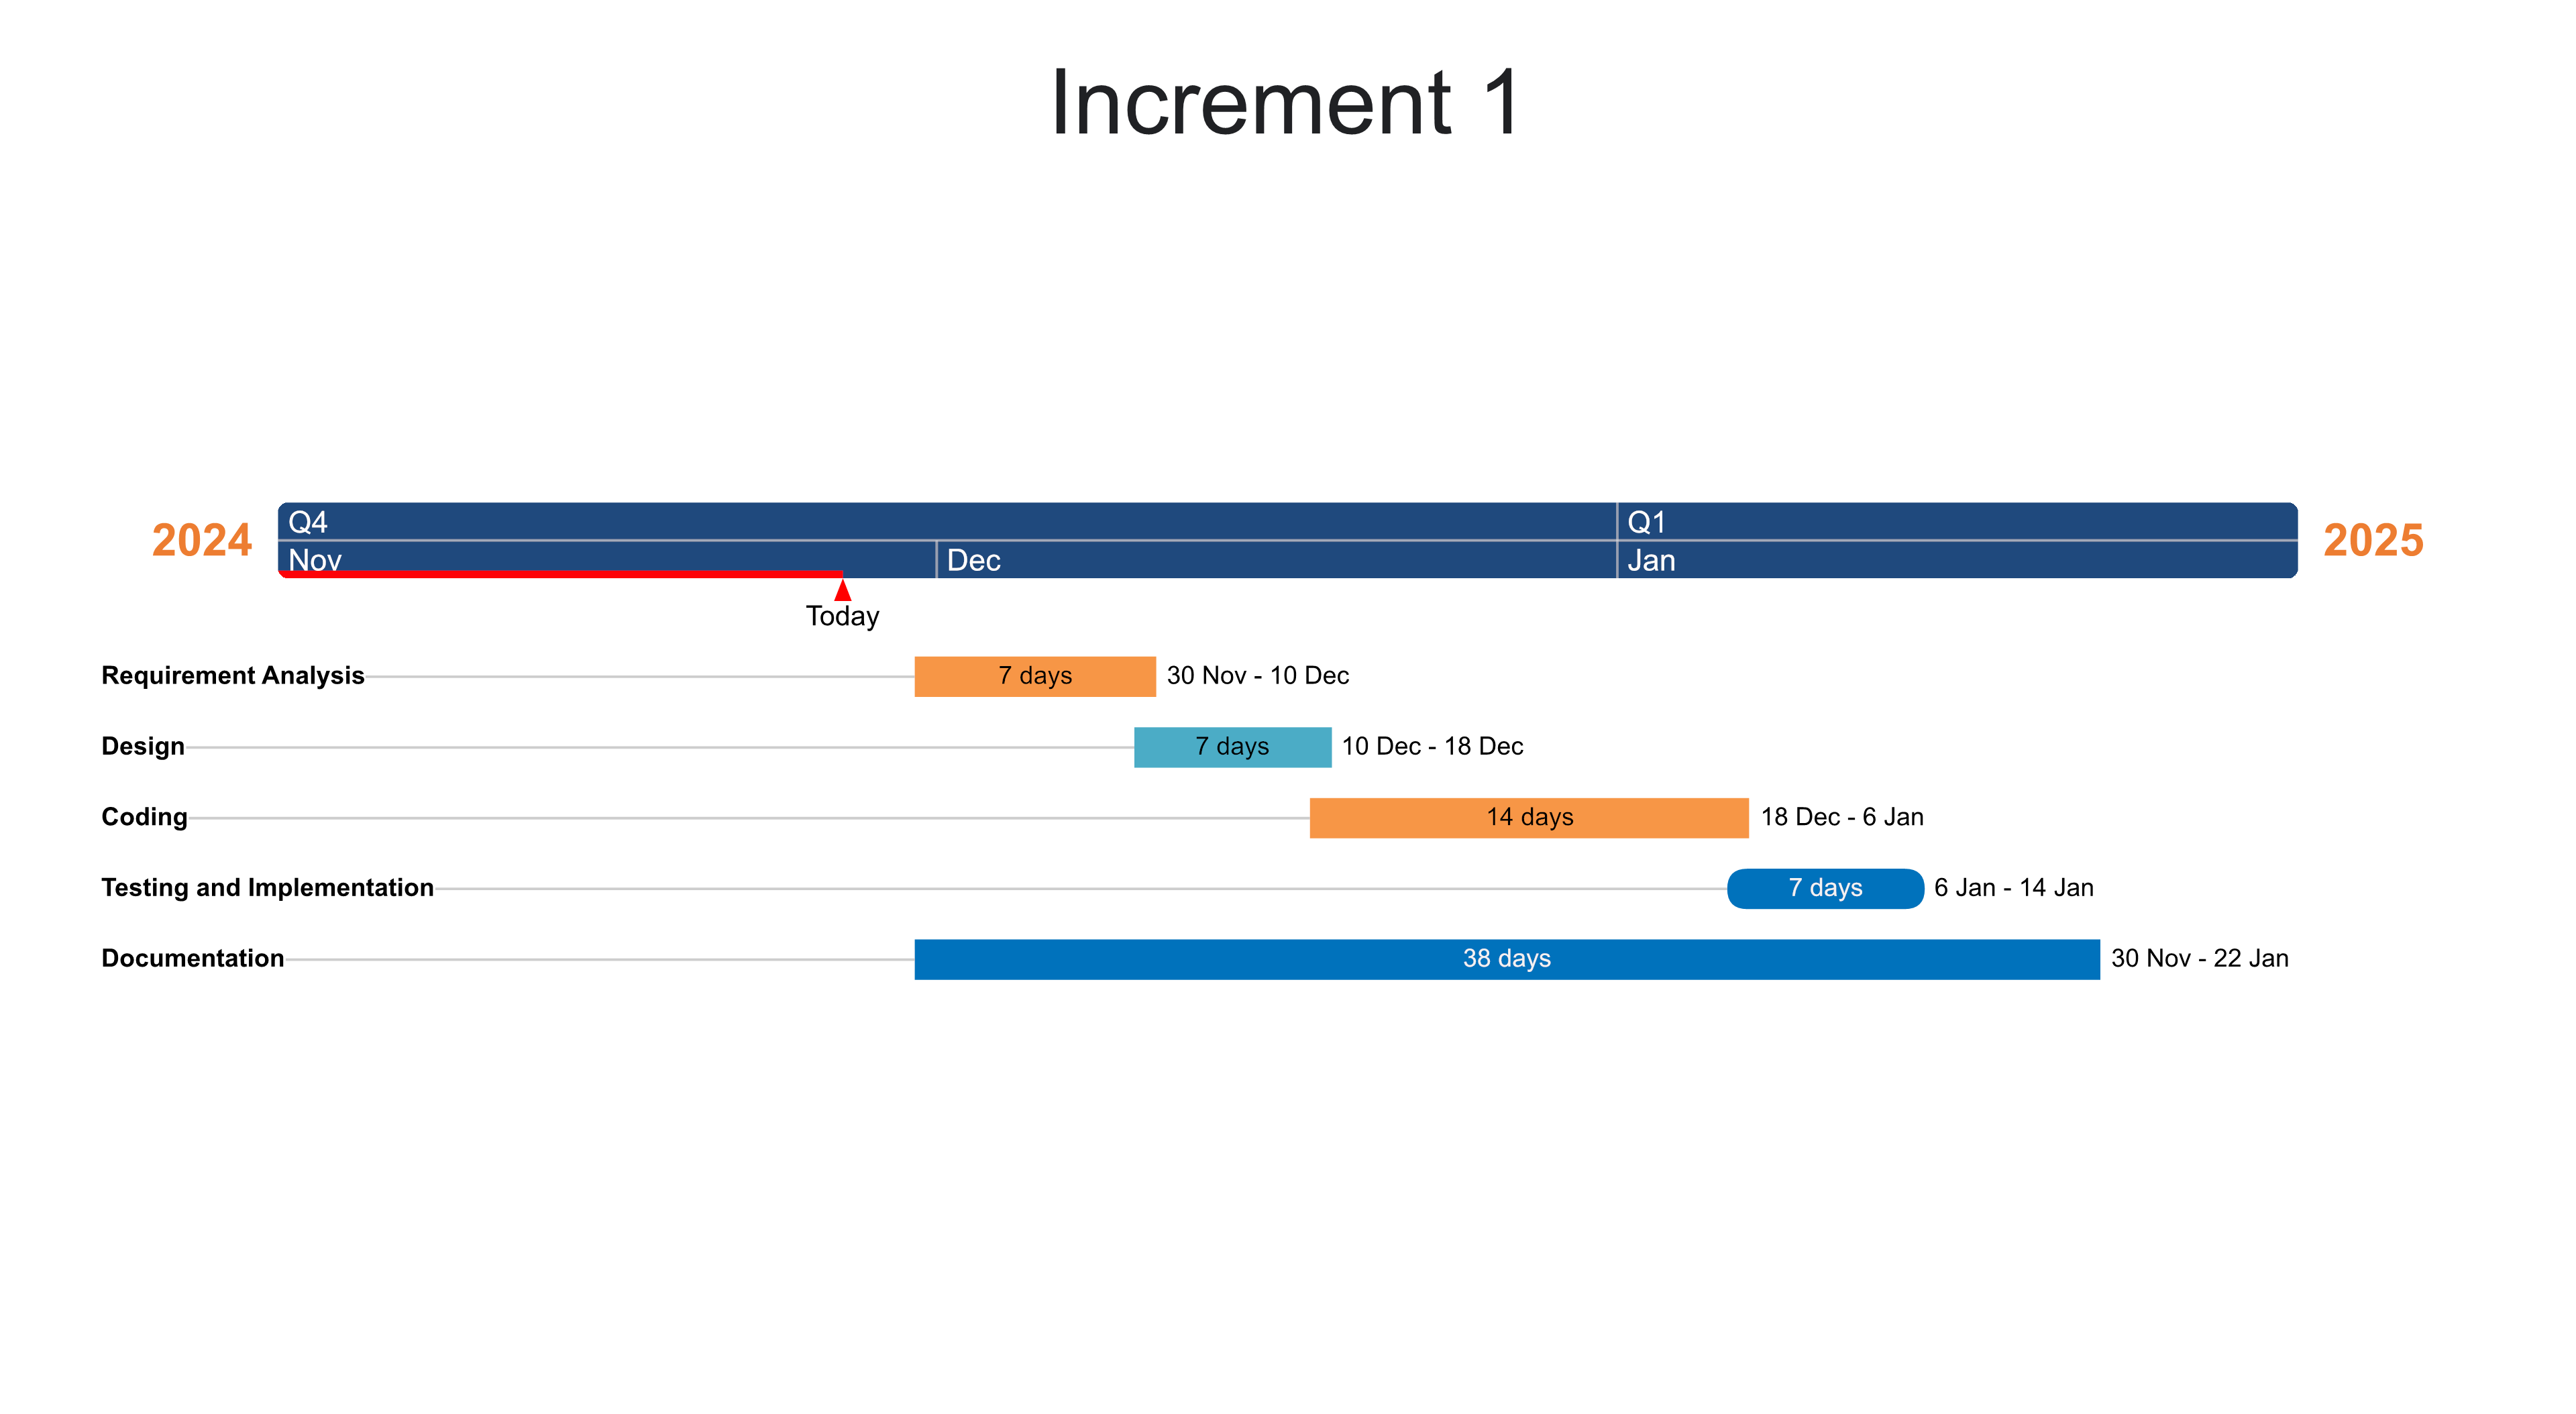 Increment 1
2024
Q4
Q1
2025
Nov
Dec
Jan
Today
Requirement Analysis 7 days 30 Nov - 10 Dec
Design 7 days 10 Dec - 18 Dec
Coding 14 days 18 Dec - 6 Jan
Testing and Implementation 7 days 6 Jan - 14 Jan
Documentation 38 days 30 Nov - 22 Jan